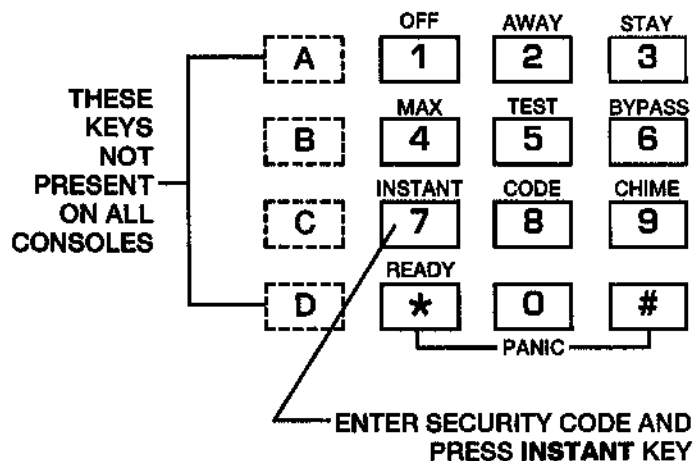 OFF AWAY STAY
A 1 2 3
MAX TEST BYPASS
B 4 5 6
INSTANT CODE CHIME
C 7 8 9
READY
D * 0 #
PANIC
THESE
KEYS
NOT
PRESENT
ON ALL
CONSOLES
ENTER SECURITY CODE AND
PRESS INSTANT KEY